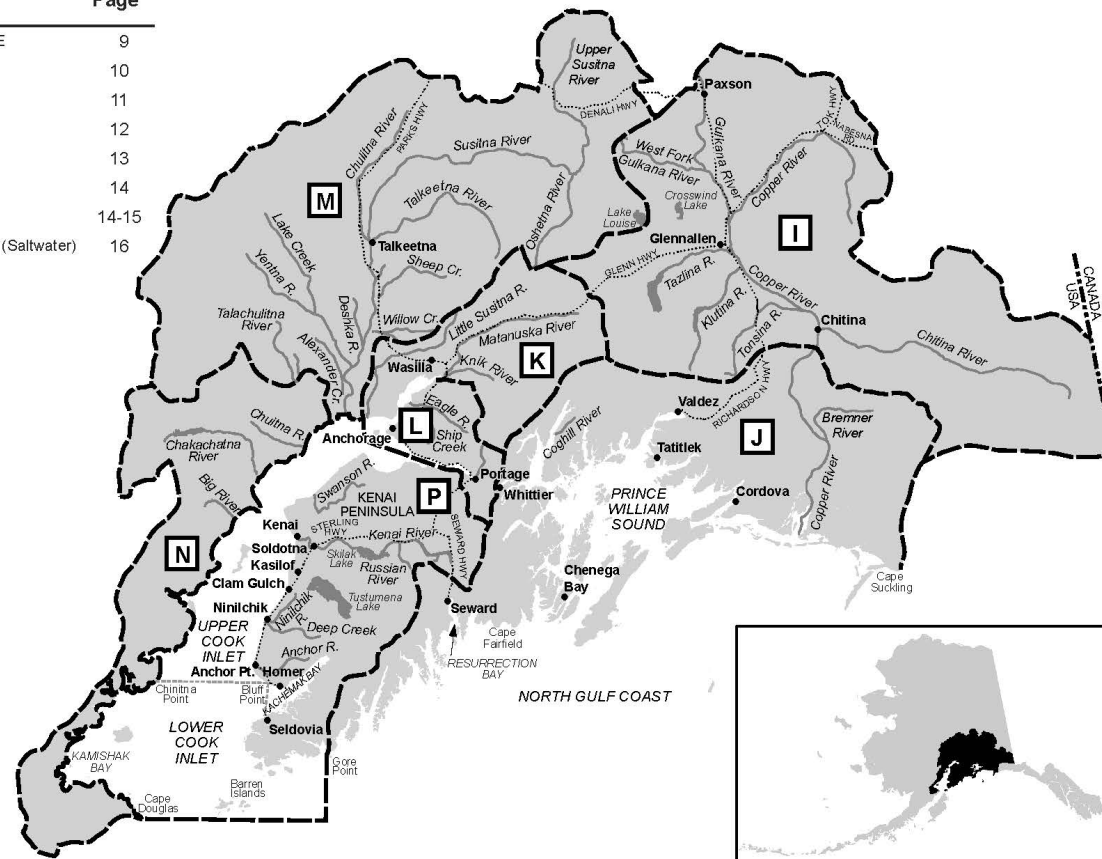 Page
E 9
10
11
12
13
14
14-15
(Saltwater) 16
Upper
Susitna
River
DENALI HWY
Paxson
TOK HWY
TO NABESNA
RD
Chulitna River
PARKS HWY
Susitna River
West Fork
Gulkana River
Gulkana River
Copper River
Crosswind
Lake
Lake
Louise
M
Talkeetna River
Oshetna River
I
Talkeetna
Glennallen
GLENN HWY
Lake Creek
Yentna R.
Sheep Cr.
Tazlina R.
Copper River
Klutina R.
Tonsina R.
Chitina
Chitina River
CANADA
USA
Talachulitna
River
Deshka R.
Willow Cr.
Little Susitna R.
Matanuska River
Alexander Cr.
Wasilla
Knik River
K
RICHARDSON HWY
Valdez
Eagle R.
L
Ship
Creek
Anchorage
Chuitna R.
Chakachatna
River
Big River
Coghill River
J
Bremner
River
Tatitlek
Copper River
Cordova
Portage
Whittier
Swanson R.
KENAI
PENINSULA
P
PRINCE
WILLIAM
SOUND
Kenai
STERLING
HWY
Kenai River
SEWARD HWY
N
Soldotna
Skilak
Lake
Kasilof
Russian
River
Clam Gulch
Tustumena
Lake
Chenega
Bay
Cape
Suckling
Ninilchik
Ninilchik
R.
Seward
UPPER
COOK
INLET
Deep Creek
Cape
Fairfield
Anchor R.
RESURRECTION
BAY
Anchor Pt.
Homer
KACHEMAK BAY
Chinitna
Point
Bluff
Point
NORTH GULF COAST
LOWER
COOK
INLET
Seldovia
KAMISHAK
BAY
Gore
Point
Barren
Islands
Cape
Douglas